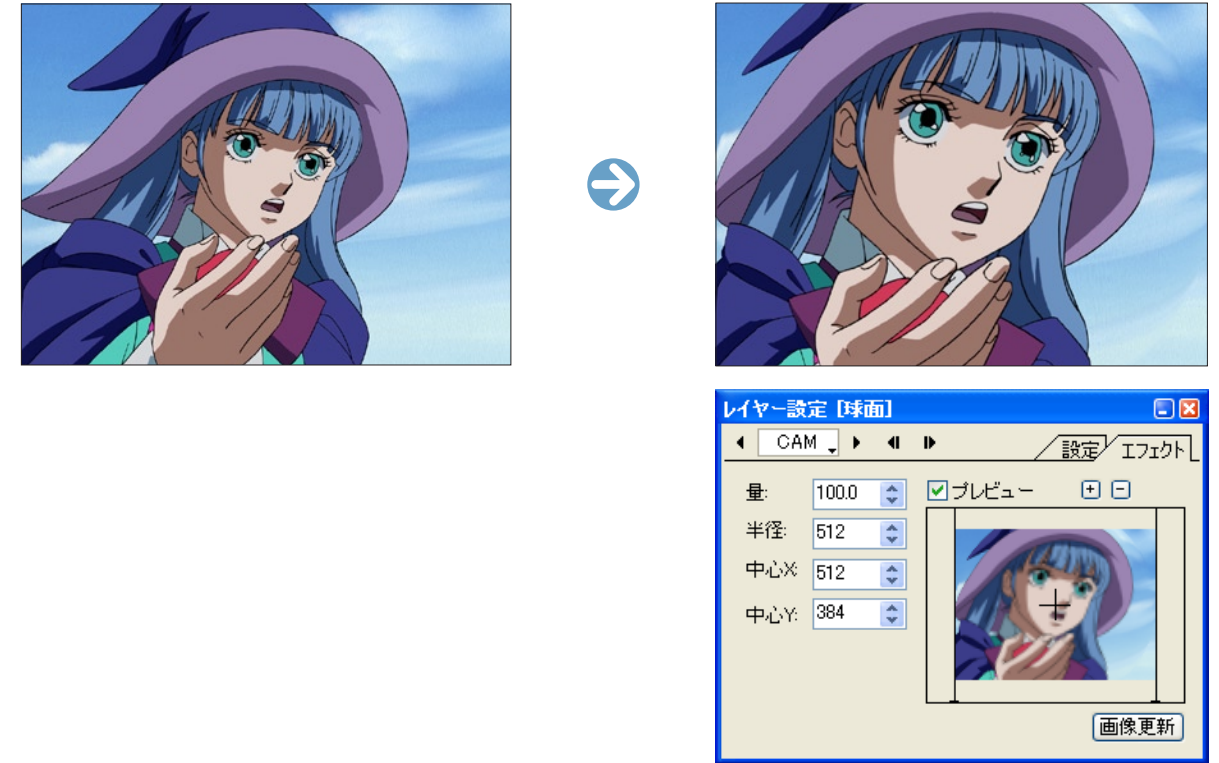 レイヤー設定 [球面]
CAM
設定 エフェクト
量: 100.0
プレビュー
半径: 512
中心X: 512
中心Y: 384
画像更新